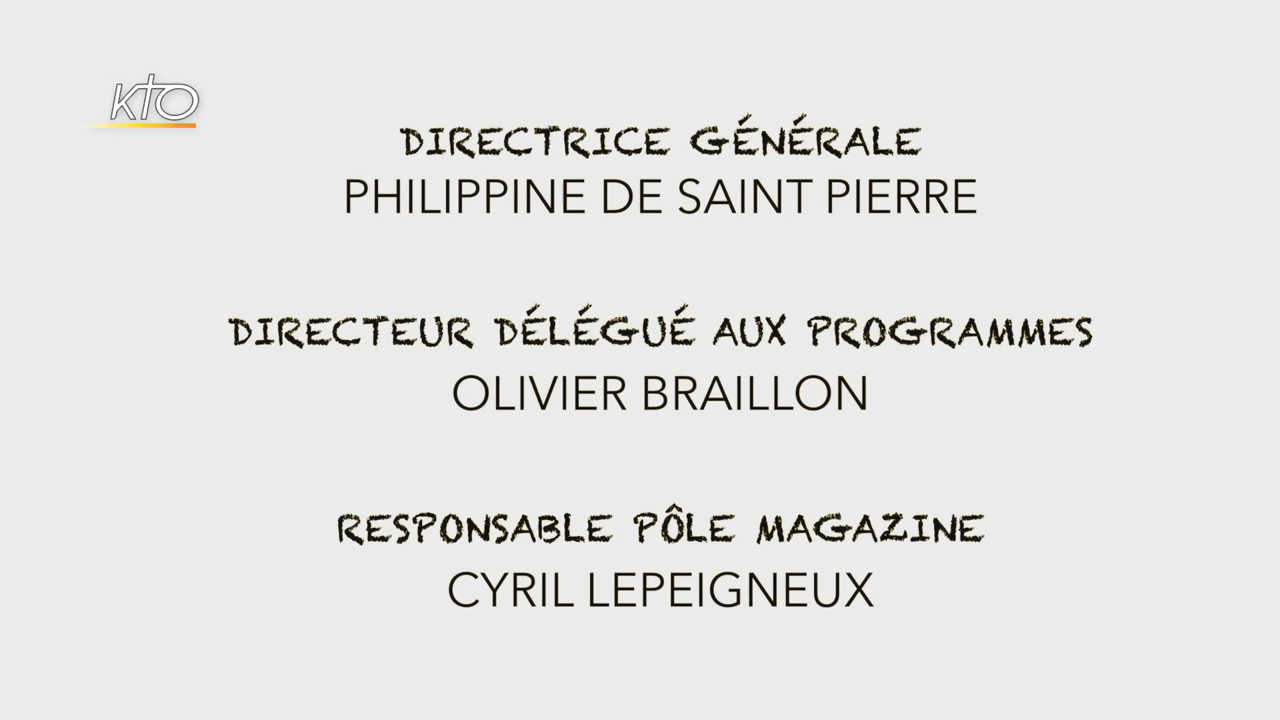 KTO
DIRECTRICE GÉNÉRALE
PHILIPPINE DE SAINT PIERRE
DIRECTEUR DÉLÉGUÉ AUX PROGRAMMES
OLIVIER BRAILLON
RESPONSABLE PÔLE MAGAZINE
CYRIL LEPEIGNEUX